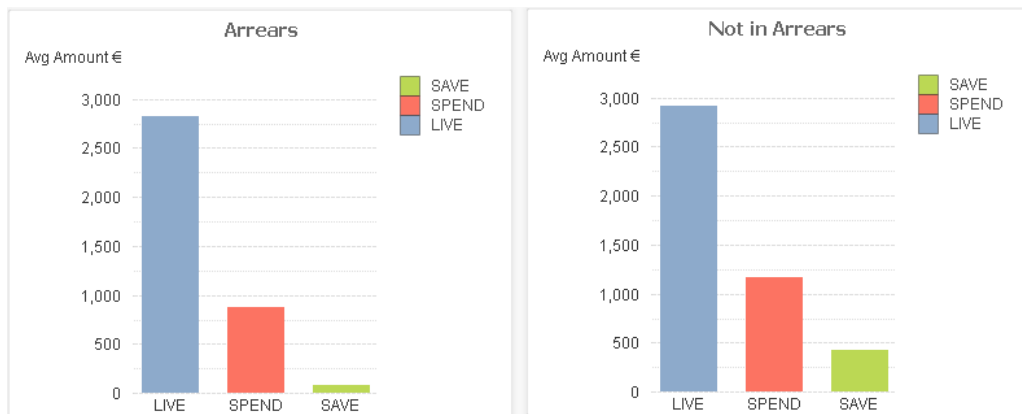 Arrears
Avg Amount €
SAVE
SPEND
LIVE
3,000
2,500
2,000
1,500
1,000
500
0
LIVE SPEND SAVE
Not in Arrears
Avg Amount €
SAVE
SPEND
LIVE
3,000
2,500
2,000
1,500
1,000
500
0
LIVE SPEND SAVE